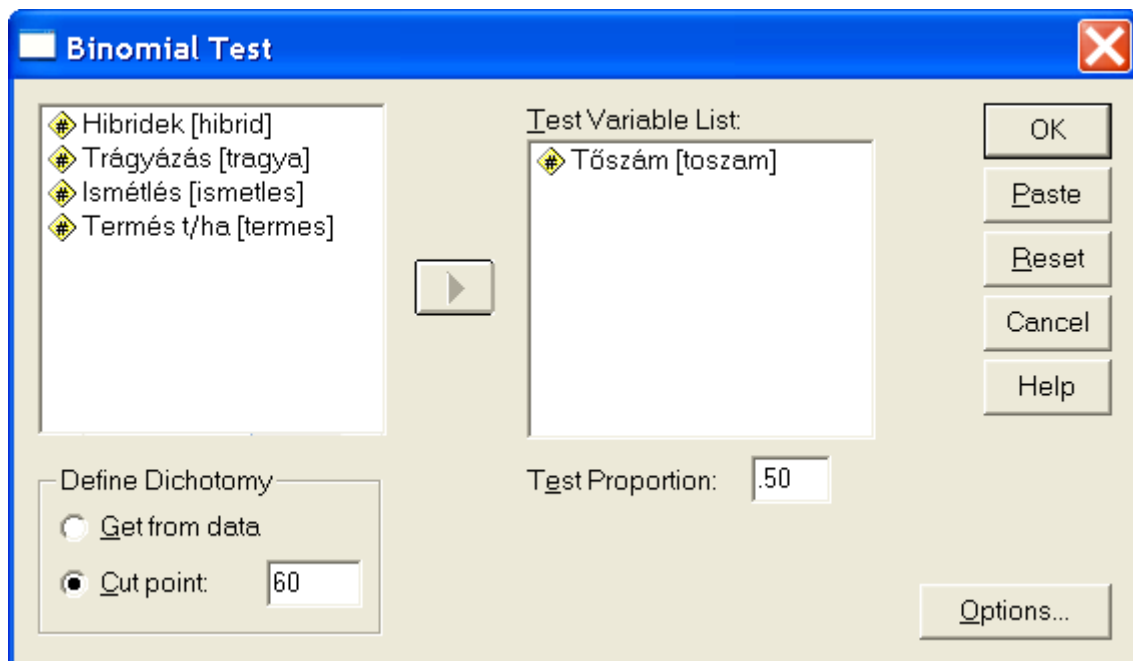 Binomial Test
# Hibridek [hibrid]
# Trágyázás [tragya]
# Ismétlés [ismetles]
# Termés t/ha [termes]
Test Variable List:
# Tőszám [toszam]
OK
Paste
Reset
Cancel
Help
Define Dichotomy
Get from data
Cut point: 60
Test Proportion: .50
Options...